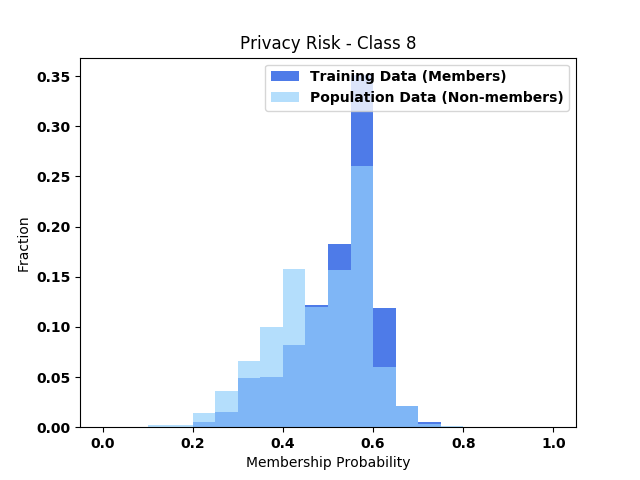 Privacy Risk - Class 8
Training Data (Members)
Population Data (Non-members)
0.35
0.30
0.25
0.20
0.15
0.10
0.05
0.00
Fraction
0.0 0.2 0.4 0.6 0.8 1.0
Membership Probability